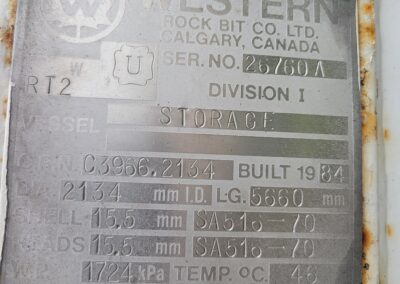 W
WESTERN
ROCK BIT CO. LTD.
CALGARY, CANADA
SER. NO. 26760A
W U
RT2 DIVISION I
VESSEL STORAGE
C.R.N. C3966.2134 BUILT 1984
DIA. 2134 mm I.D. LG. 5660 mm
SHELL 15.5 mm SA516-70
HEADS 15.5 mm SA516-70
W.P. 1724 kPa TEMP. °C. 46